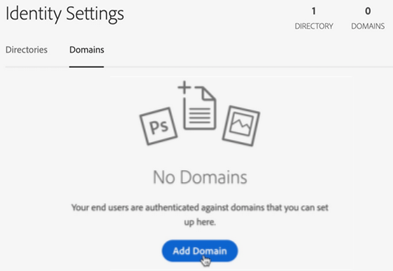 Identity Settings
1
DIRECTORY
0
DOMAINS
Directories
Domains
Ps
No Domains
Your end users are authenticated against domains that you can set
up here.
Add Domain